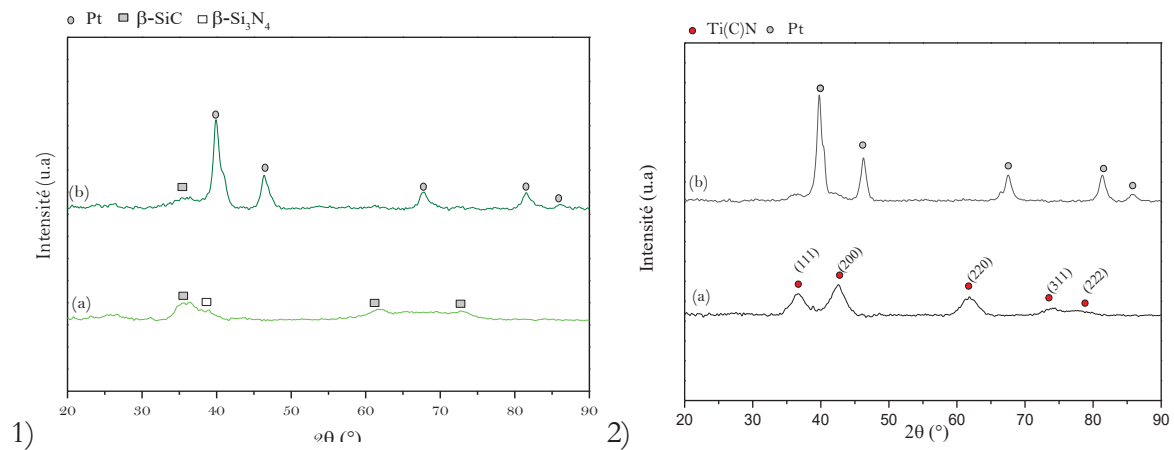 Pt β-SiC β-Si₃N₄
Intensité (u.a)
(b)
(a)
20 30 40 50 60 70 80 90
2θ (°)
1)
Ti(C)N Pt
Intensité (u.a)
(b)
(a)
(111) (200) (220) (311) (222)
20 30 40 50 60 70 80 90
2θ (°)
2)